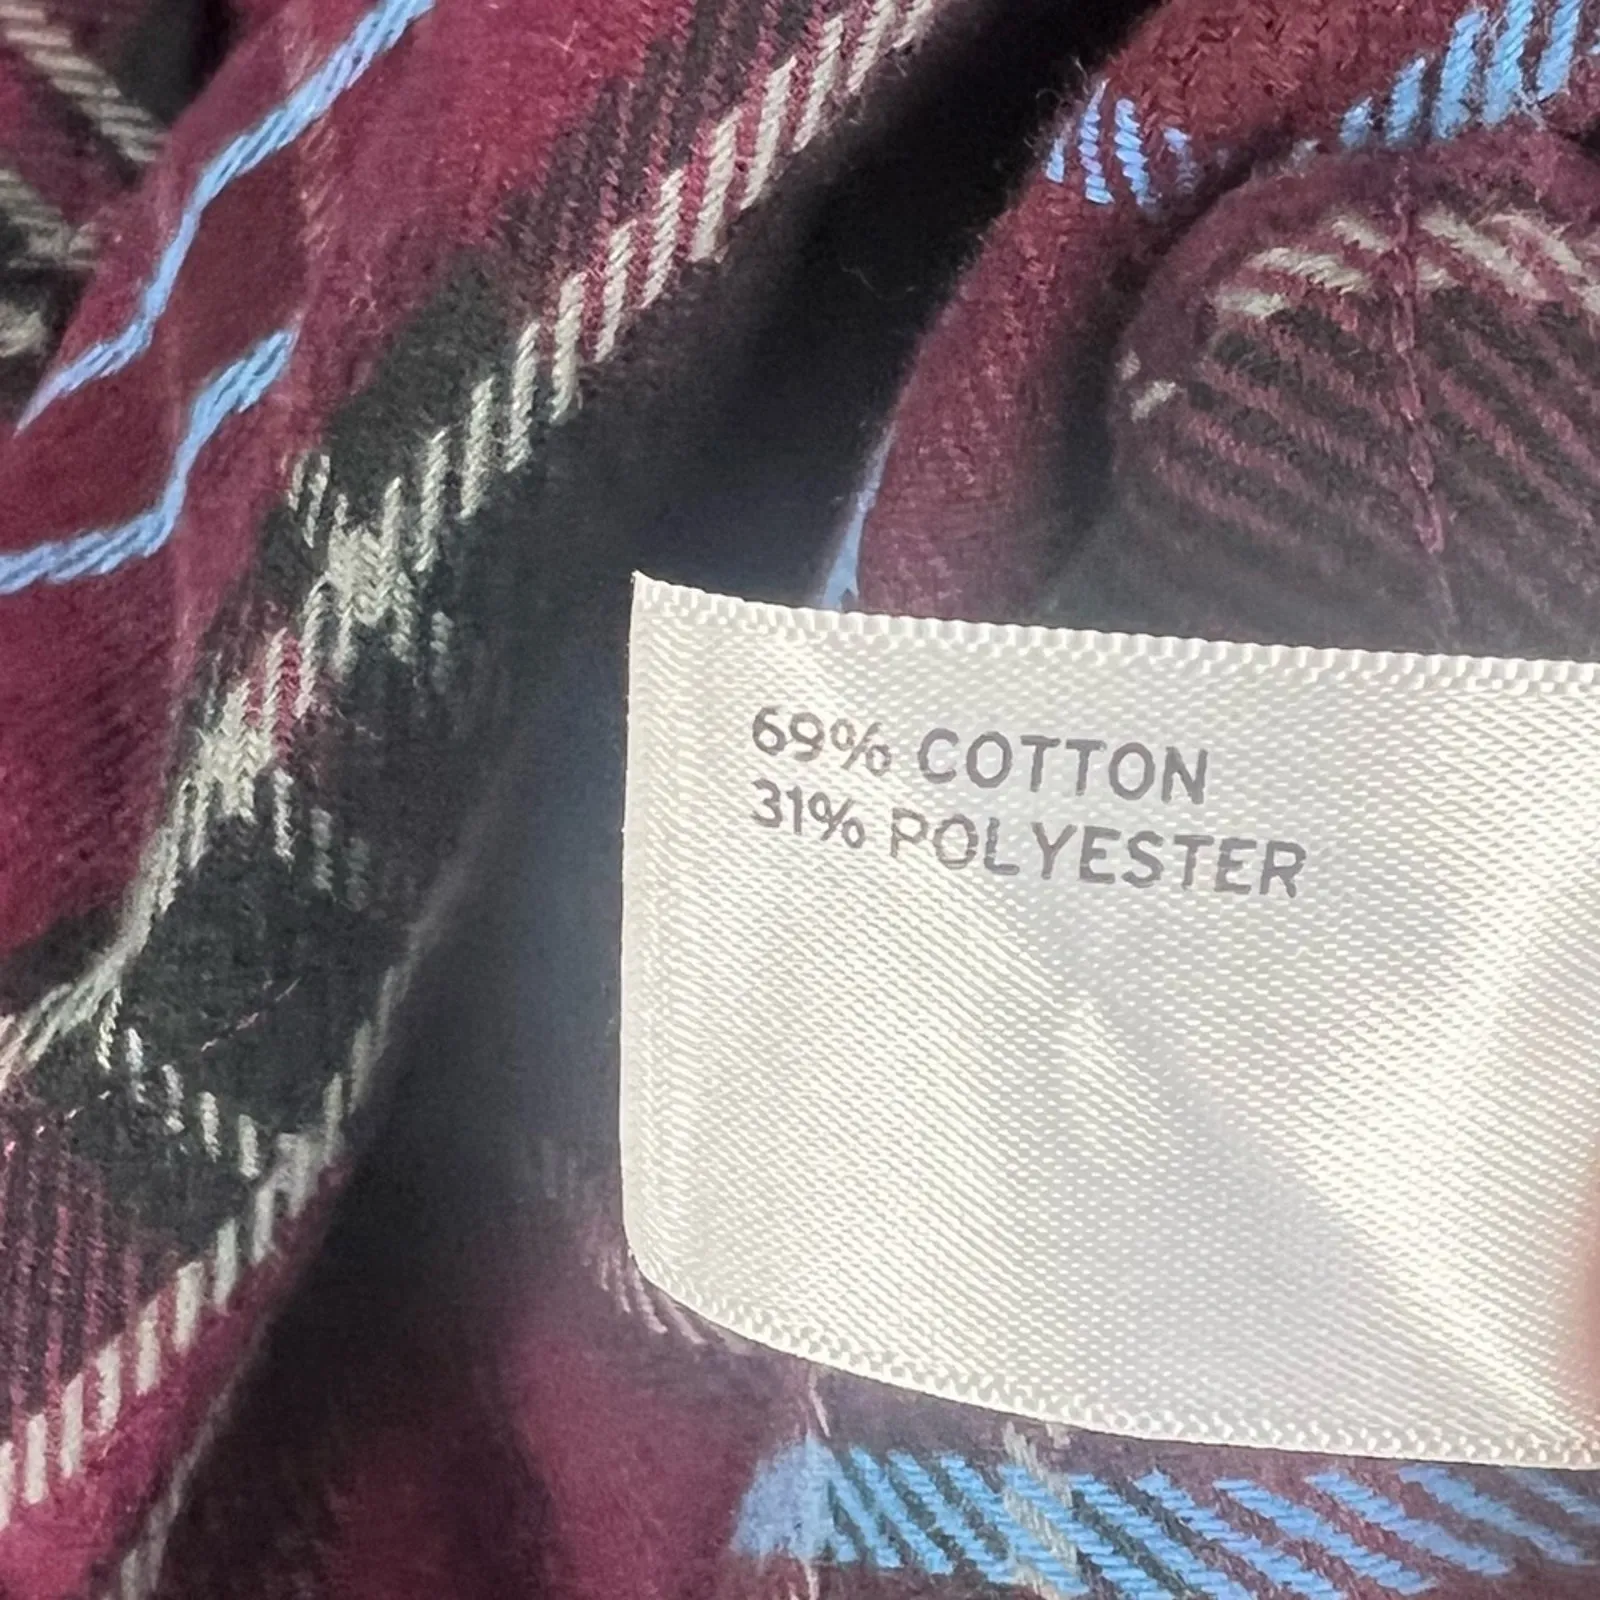 69% COTTON
31% POLYESTER